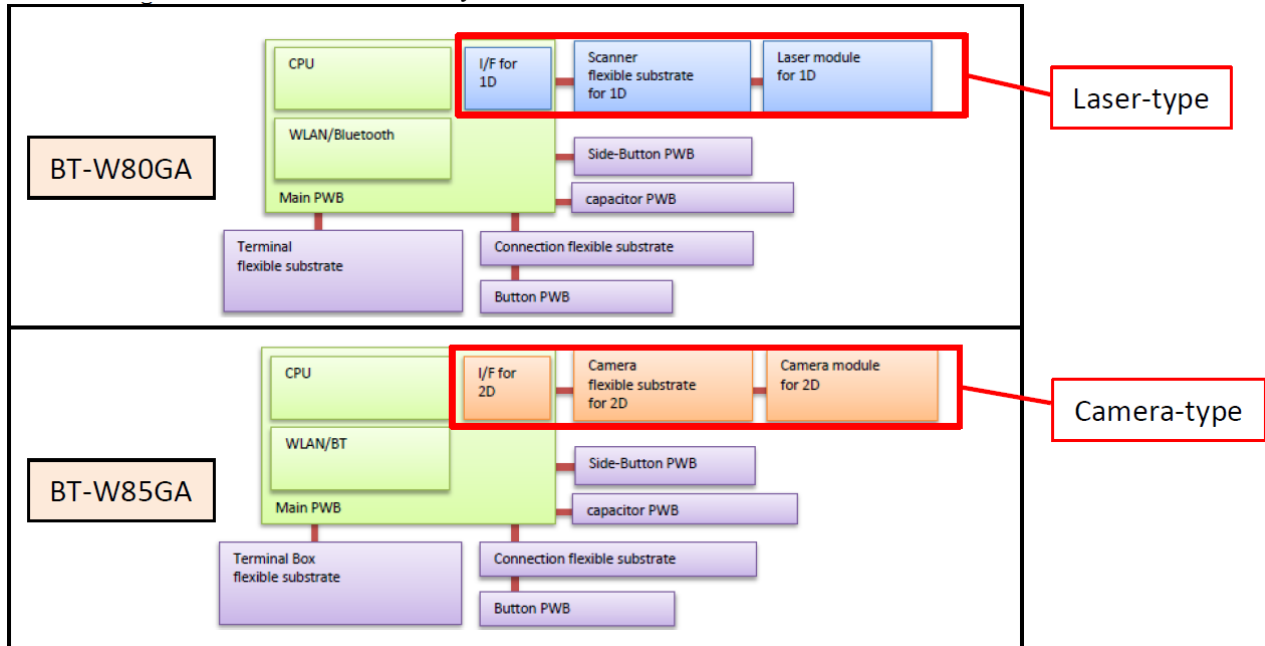 BT-W80GA
CPU
I/F for
1D
Scanner
flexible substrate
for 1D
Laser module
for 1D
Laser-type
WLAN/Bluetooth
Side-Button PWB
Main PWB
capacitor PWB
Terminal
flexible substrate
Connection flexible substrate
Button PWB
BT-W85GA
CPU
I/F for
2D
Camera
flexible substrate
for 2D
Camera module
for 2D
Camera-type
WLAN/BT
Side-Button PWB
Main PWB
capacitor PWB
Terminal Box
flexible substrate
Connection flexible substrate
Button PWB